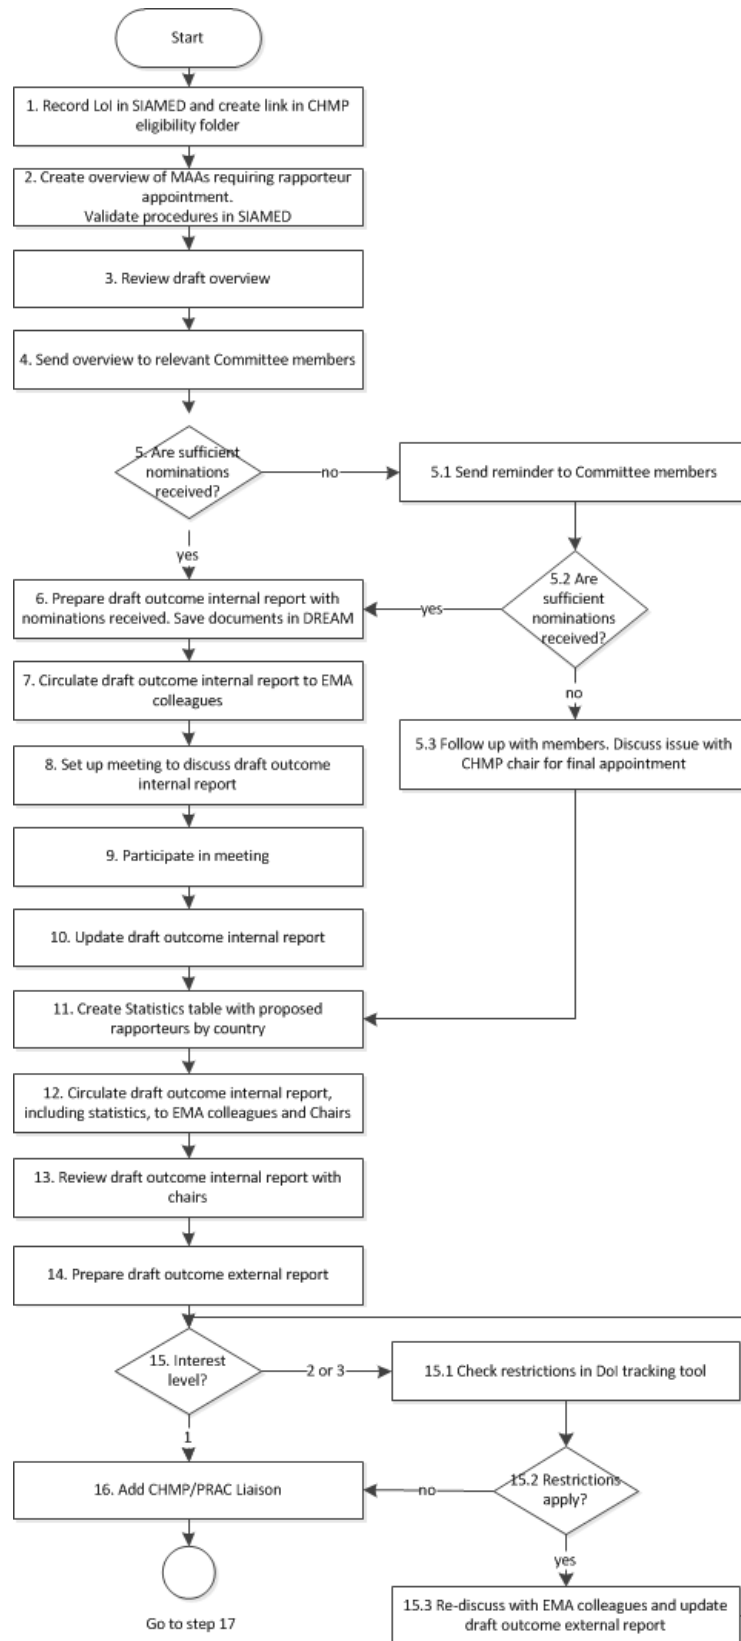 Start
1. Record LoI in SIAMED and create link in CHMP
eligibility folder
2. Create overview of MAAs requiring rapporteur
appointment.
Validate procedures in SIAMED
3. Review draft overview
4. Send overview to relevant Committee members
5. Are sufficient
nominations
received?
no
5.1 Send reminder to Committee members
yes
5.2 Are
sufficient
nominations
received?
yes
no
6. Prepare draft outcome internal report with
nominations received. Save documents in DREAM
7. Circulate draft outcome internal report to EMA
colleagues
5.3 Follow up with members. Discuss issue with
CHMP chair for final appointment
8. Set up meeting to discuss draft outcome
internal report
9. Participate in meeting
10. Update draft outcome internal report
11. Create Statistics table with proposed
rapporteurs by country
12. Circulate draft outcome internal report,
including statistics, to EMA colleagues and Chairs
13. Review draft outcome internal report with
chairs
14. Prepare draft outcome external report
15. Interest
level?
2 or 3
15.1 Check restrictions in DoI tracking tool
1
16. Add CHMP/PRAC Liaison
no
15.2 Restrictions
apply?
yes
Go to step 17
15.3 Re-discuss with EMA colleagues and update
draft outcome external report